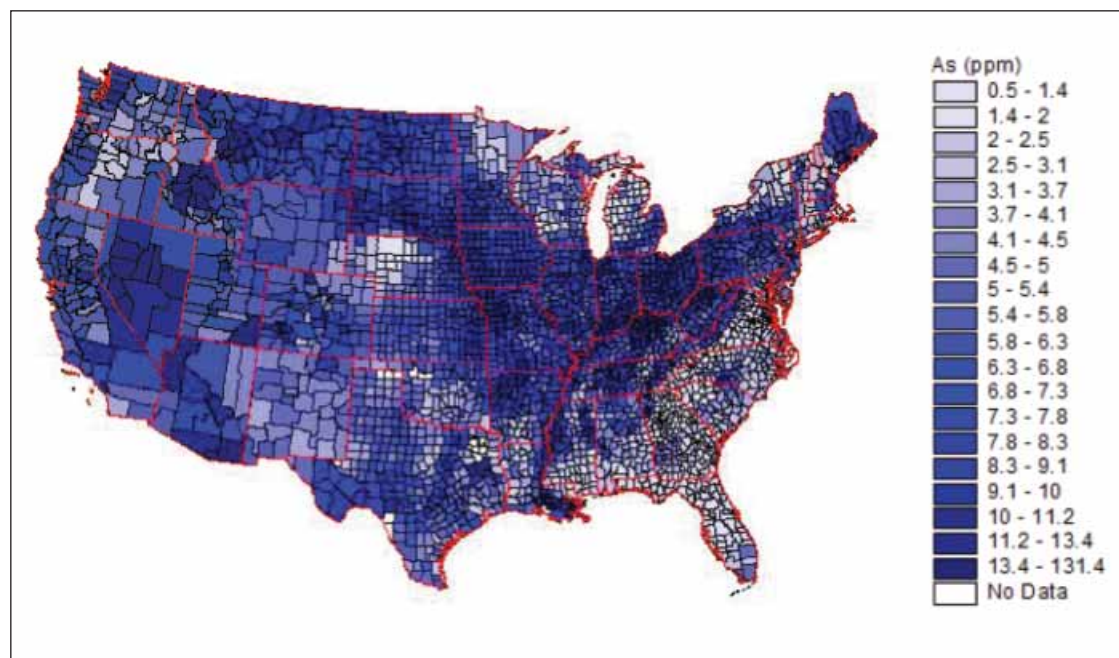 As (ppm)
0.5 - 1.4
1.4 - 2
2 - 2.5
2.5 - 3.1
3.1 - 3.7
3.7 - 4.1
4.1 - 4.5
4.5 - 5
5 - 5.4
5.4 - 5.8
5.8 - 6.3
6.3 - 6.8
6.8 - 7.3
7.3 - 7.8
7.8 - 8.3
8.3 - 9.1
9.1 - 10
10 - 11.2
11.2 - 13.4
13.4 - 131.4
No Data